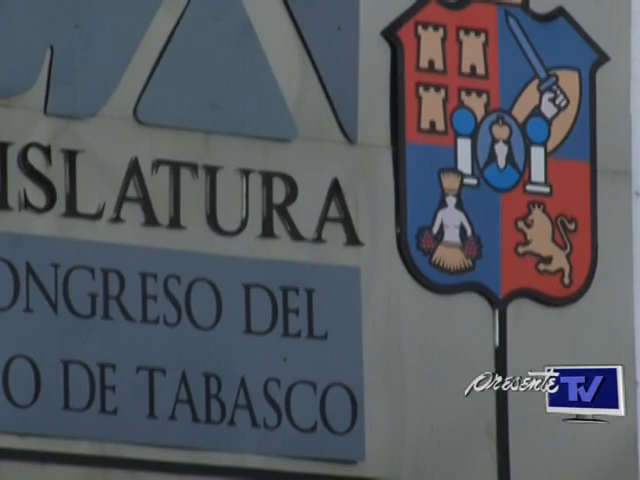 ISLATURA
ONGRESO DEL
O DE TABASCO
presente TV